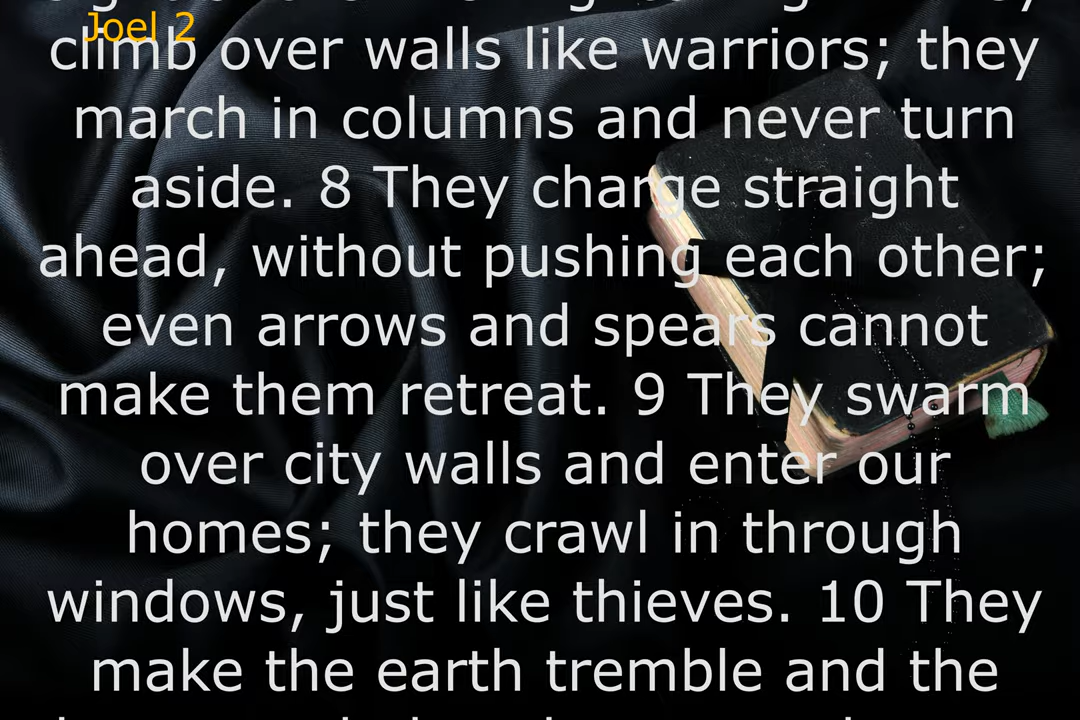 Joel 2
climb over walls like warriors; they
march in columns and never turn
aside. 8 They charge straight
ahead, without pushing each other;
even arrows and spears cannot
make them retreat. 9 They swarm
over city walls and enter our
homes; they crawl in through
windows, just like thieves. 10 They
make the earth tremble and the